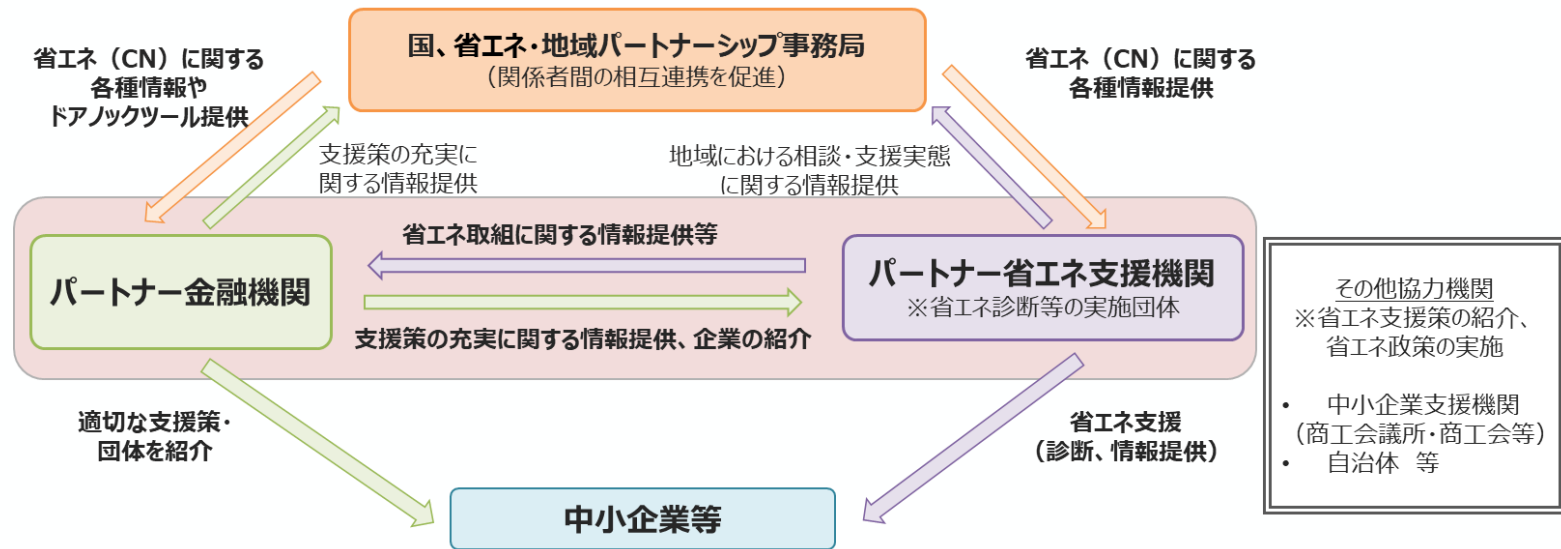 国、省エネ・地域パートナーシップ事務局
（関係者間の相互連携を促進）
省エネ（CN）に関する
各種情報や
ドアノックツール提供
省エネ（CN）に関する
各種情報提供
支援策の充実に
関する情報提供
地域における相談・支援実態
に関する情報提供
パートナー金融機関
省エネ取組に関する情報提供等
支援策の充実に関する情報提供、企業の紹介
パートナー省エネ支援機関
※省エネ診断等の実施団体
適切な支援策・
団体を紹介
省エネ支援
（診断、情報提供）
中小企業等
その他協力機関
※省エネ支援策の紹介、
省エネ政策の実施
• 中小企業支援機関
（商工会議所・商工会等）
• 自治体 等